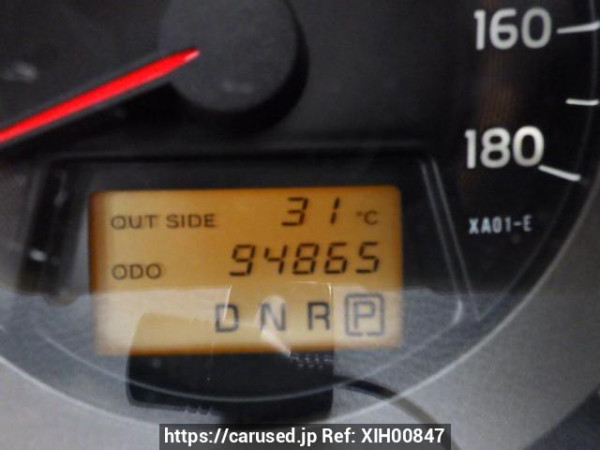 160
180
XA01-E
OUT SIDE 31 °C
ODO 94865
D N R P
https://carused.jp Ref: XIH00847